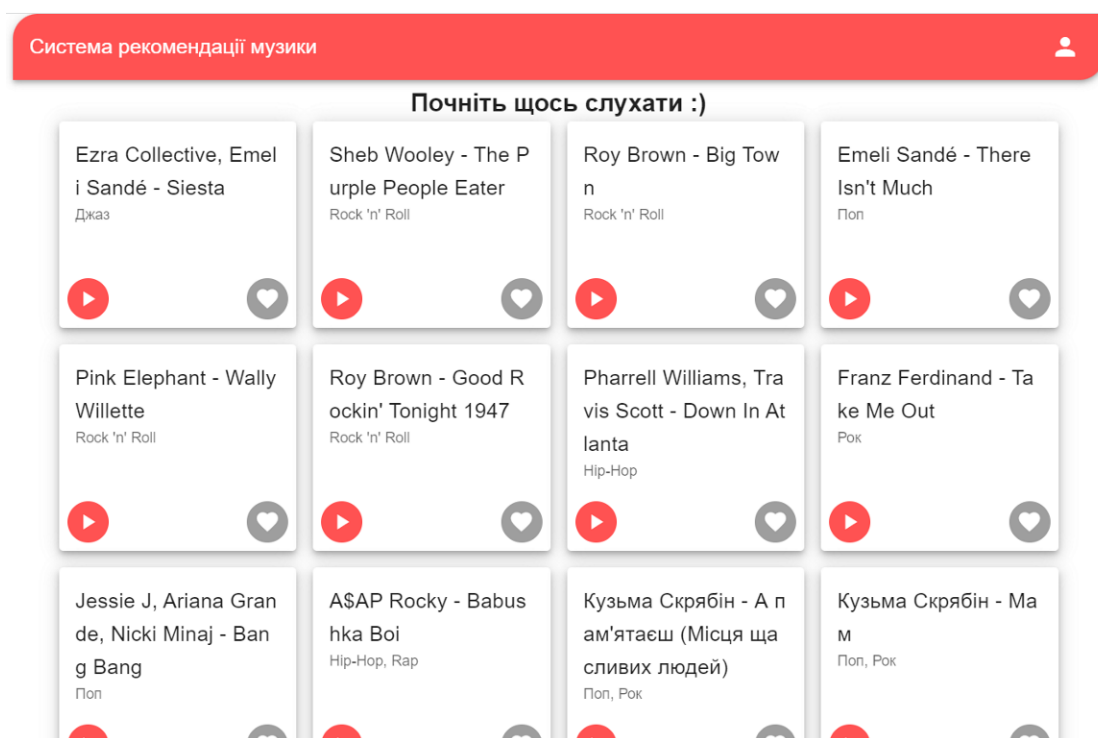 Система рекомендації музики
Почніть щось слухати :)
Ezra Collective, Emel
i Sandé - Siesta
Джаз
Sheb Wooley - The P
urple People Eater
Rock 'n' Roll
Roy Brown - Big Tow
n
Rock 'n' Roll
Emeli Sandé - There
Isn't Much
Поп
Pink Elephant - Wally
Willette
Rock 'n' Roll
Roy Brown - Good R
ockin' Tonight 1947
Rock 'n' Roll
Pharrell Williams, Tra
vis Scott - Down In At
lanta
Hip-Hop
Franz Ferdinand - Ta
ke Me Out
Рок
Jessie J, Ariana Gran
de, Nicki Minaj - Ban
g Bang
Поп
A$AP Rocky - Babus
hka Boi
Hip-Hop, Rap
Кузьма Скрябін - А п
ам'ятаєш (Місця ща
сливих людей)
Поп, Рок
Кузьма Скрябін - Ма
м
Поп, Рок